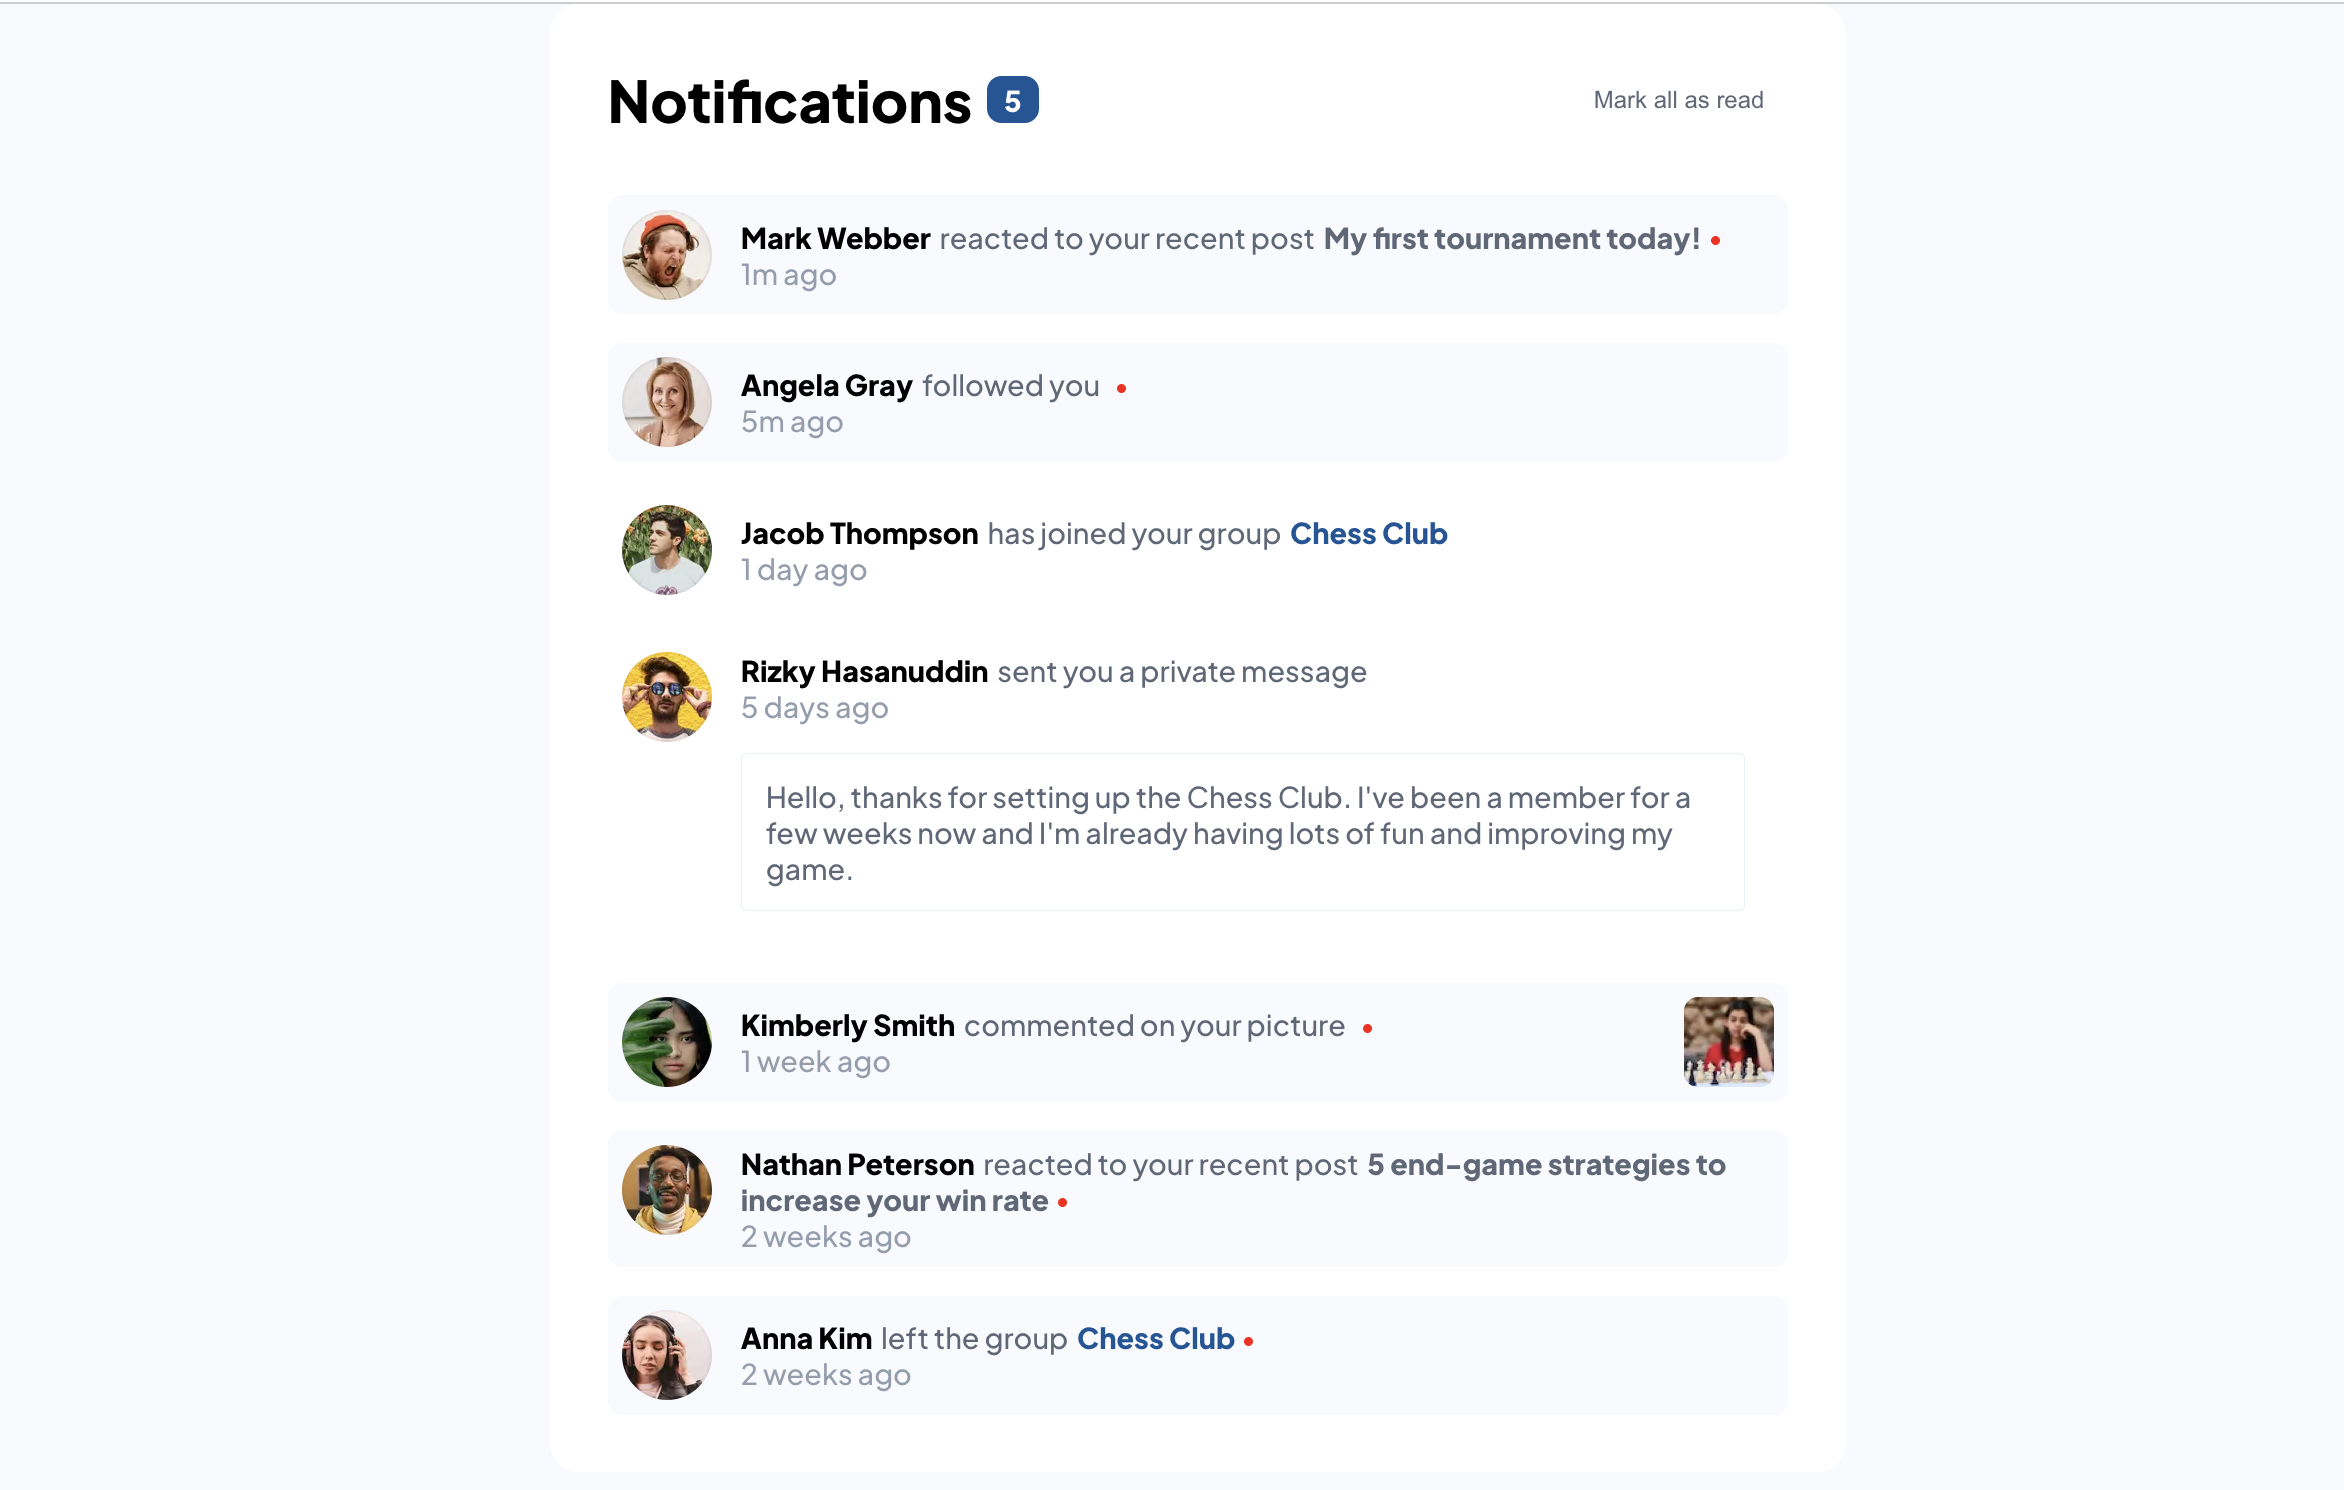 Notifications 5
Mark all as read
Mark Webber reacted to your recent post My first tournament today!
1m ago
Angela Gray followed you
5m ago
Jacob Thompson has joined your group Chess Club
1 day ago
Rizky Hasanuddin sent you a private message
5 days ago
Hello, thanks for setting up the Chess Club. I've been a member for a
few weeks now and I'm already having lots of fun and improving my
game.
Kimberly Smith commented on your picture
1 week ago
Nathan Peterson reacted to your recent post 5 end-game strategies to
increase your win rate
2 weeks ago
Anna Kim left the group Chess Club
2 weeks ago